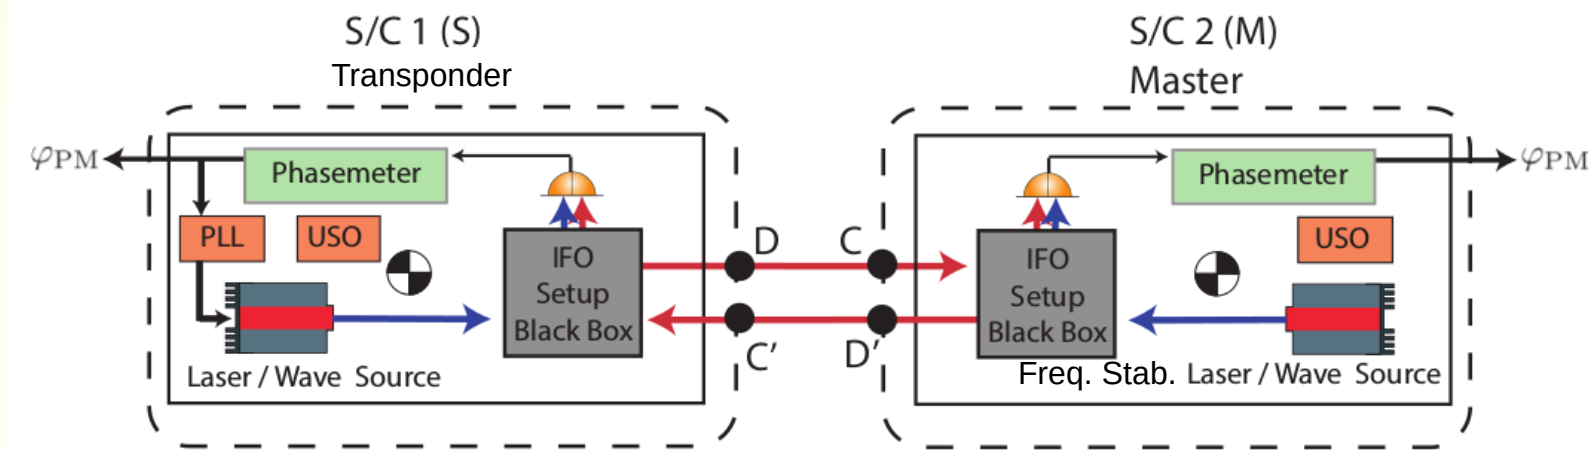 S/C 1 (S)
Transponder
S/C 2 (M)
Master
φPM
Phasemeter
PLL
USO
IFO
Setup
Black Box
Laser / Wave Source
D
C
C’
D’
Phasemeter
φPM
USO
IFO
Setup
Black Box
Freq. Stab. Laser / Wave Source